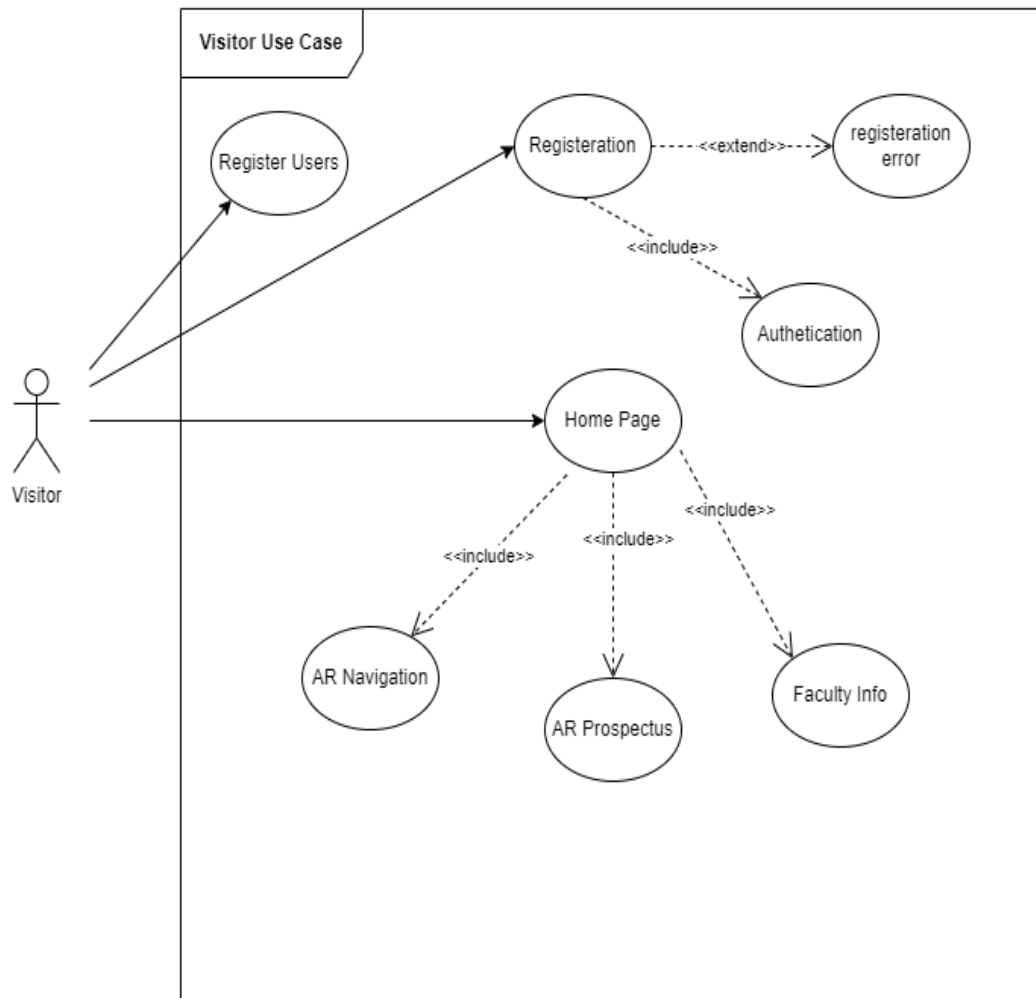 Visitor Use Case
Register Users
Registeration
<<extend>>
registeration
error
<<include>>
Authetication
Visitor
Home Page
<<include>>
<<include>>
<<include>>
AR Navigation
AR Prospectus
Faculty Info